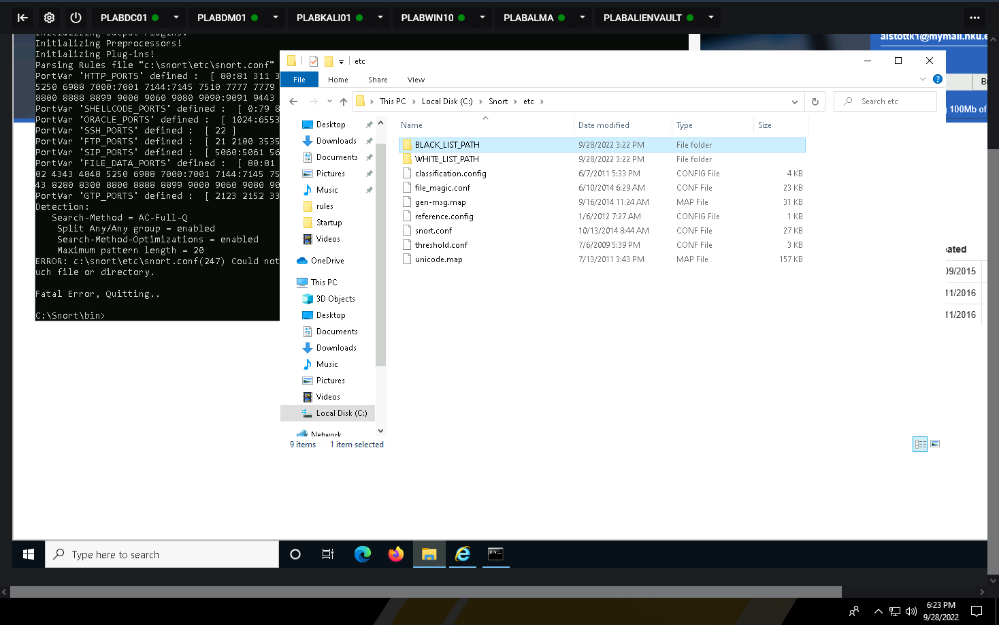 PLABDC01
PLABDM01
PLABKALI01
PLABWIN10
PLABALMA
PLABALIENVAULT
Initializing Output Plugins!
Initializing Preprocessors!
Initializing Plug-ins!
Parsing Rules file "c:\snort\etc\snort.conf"
PortVar 'HTTP_PORTS' defined :  [ 80:81 311 3
5250 6988 7000:7001 7144:7145 7510 7777 7779
8800 8888 8899 9000 9060 9080 9090:9091 9443
PortVar 'SHELLCODE_PORTS' defined :  [ 0:79 8
PortVar 'ORACLE_PORTS' defined :  [ 1024:6553
PortVar 'SSH_PORTS' defined :  [ 22 ]
PortVar 'FTP_PORTS' defined :  [ 21 2100 3535
PortVar 'SIP_PORTS' defined :  [ 5060:5061 56
PortVar 'FILE_DATA_PORTS' defined :  [ 80:81
02 4343 4848 5250 6988 7000:7001 7144:7145 75
43 8280 8300 8800 8888 8899 9000 9060 9080 90
PortVar 'GTP_PORTS' defined :  [ 2123 2152 33
Detection:
Search-Method = AC-Full-Q
Split Any/Any group = enabled
Search-Method-Optimizations = enabled
Maximum pattern length = 20
ERROR: c:\snort\etc\snort.conf(247) Could not
uch file or directory.
Fatal Error, Quitting..
C:\Snort\bin>
etc
File Home Share View
This PC > Local Disk (C:) > Snort > etc >
Search etc
Desktop
Downloads
Documents
Pictures
Music
rules
Startup
Videos
OneDrive
This PC
3D Objects
Desktop
Documents
Downloads
Music
Pictures
Videos
Local Disk (C:)
Network
Name Date modified Type Size
BLACK_LIST_PATH 9/28/2022 3:22 PM File folder
WHITE_LIST_PATH 9/28/2022 3:22 PM File folder
classification.config 6/7/2011 5:33 PM CONFIG File 4 KB
file_magic.conf 6/10/2014 6:29 AM CONF File 23 KB
gen-msg.map 9/16/2014 11:24 AM MAP File 31 KB
reference.config 1/6/2012 7:27 AM CONFIG File 1 KB
snort.conf 10/13/2014 8:44 AM CONF File 27 KB
threshold.conf 7/6/2009 5:39 PM CONF File 3 KB
unicode.map 7/13/2011 3:43 PM MAP File 157 KB
9 items 1 item selected
aistottk1@mymail.nku.e
100Mb of
eated
09/2015
11/2016
11/2016
Type here to search
6:23 PM
9/28/2022